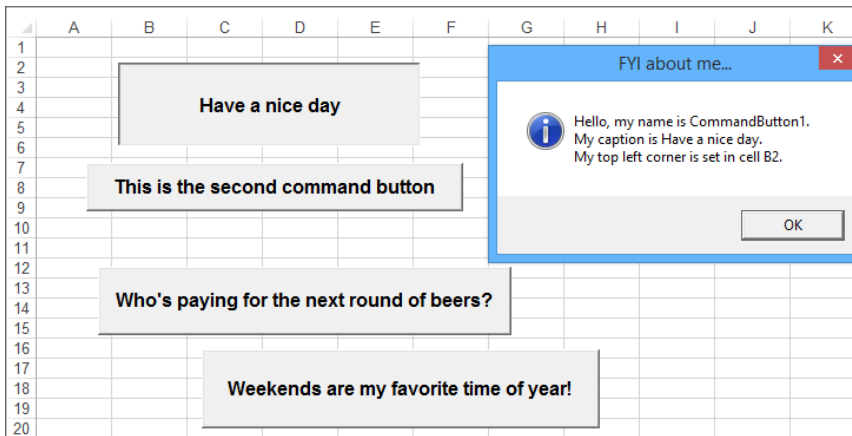 A B C D E F G H I J K
1
2
3
4
5
6
7
8
9
10
11
12
13
14
15
16
17
18
19
20
Have a nice day
This is the second command button
Who's paying for the next round of beers?
Weekends are my favorite time of year!
FYI about me...
Hello, my name is CommandButton1.
My caption is Have a nice day.
My top left corner is set in cell B2.
OK